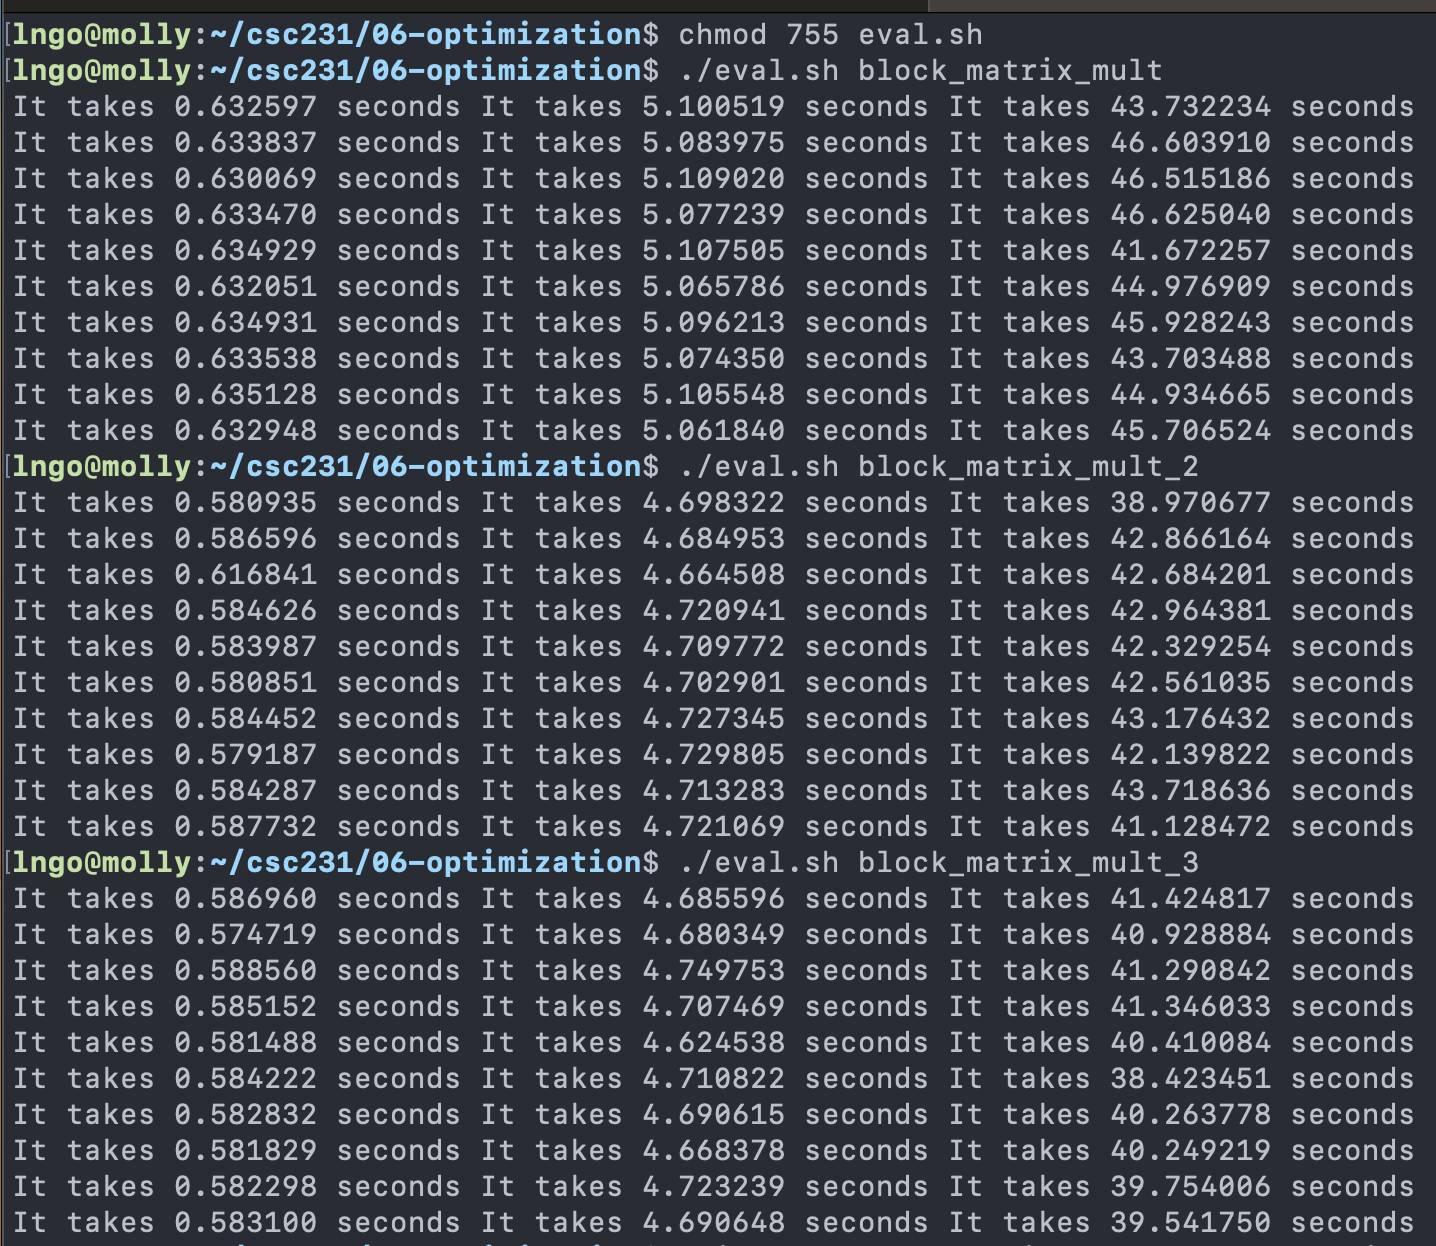 [lngo@molly:~/csc231/06-optimization$ chmod 755 eval.sh
[lngo@molly:~/csc231/06-optimization$ ./eval.sh block_matrix_mult
It takes 0.632597 seconds It takes 5.100519 seconds It takes 43.732234 seconds
It takes 0.633837 seconds It takes 5.083975 seconds It takes 46.603910 seconds
It takes 0.630069 seconds It takes 5.109020 seconds It takes 46.515186 seconds
It takes 0.633470 seconds It takes 5.077239 seconds It takes 46.625040 seconds
It takes 0.634929 seconds It takes 5.107505 seconds It takes 41.672257 seconds
It takes 0.632051 seconds It takes 5.065786 seconds It takes 44.976909 seconds
It takes 0.634931 seconds It takes 5.096213 seconds It takes 45.928243 seconds
It takes 0.633538 seconds It takes 5.074350 seconds It takes 43.703488 seconds
It takes 0.635128 seconds It takes 5.105548 seconds It takes 44.934665 seconds
It takes 0.632948 seconds It takes 5.061840 seconds It takes 45.706524 seconds
[lngo@molly:~/csc231/06-optimization$ ./eval.sh block_matrix_mult_2
It takes 0.580935 seconds It takes 4.698322 seconds It takes 38.970677 seconds
It takes 0.586596 seconds It takes 4.684953 seconds It takes 42.866164 seconds
It takes 0.616841 seconds It takes 4.664508 seconds It takes 42.684201 seconds
It takes 0.584626 seconds It takes 4.720941 seconds It takes 42.964381 seconds
It takes 0.583987 seconds It takes 4.709772 seconds It takes 42.329254 seconds
It takes 0.580851 seconds It takes 4.702901 seconds It takes 42.561035 seconds
It takes 0.584452 seconds It takes 4.727345 seconds It takes 43.176432 seconds
It takes 0.579187 seconds It takes 4.729805 seconds It takes 42.139822 seconds
It takes 0.584287 seconds It takes 4.713283 seconds It takes 43.718636 seconds
It takes 0.587732 seconds It takes 4.721069 seconds It takes 41.128472 seconds
[lngo@molly:~/csc231/06-optimization$ ./eval.sh block_matrix_mult_3
It takes 0.586960 seconds It takes 4.685596 seconds It takes 41.424817 seconds
It takes 0.574719 seconds It takes 4.680349 seconds It takes 40.928884 seconds
It takes 0.588560 seconds It takes 4.749753 seconds It takes 41.290842 seconds
It takes 0.585152 seconds It takes 4.707469 seconds It takes 41.346033 seconds
It takes 0.581488 seconds It takes 4.624538 seconds It takes 40.410084 seconds
It takes 0.584222 seconds It takes 4.710822 seconds It takes 38.423451 seconds
It takes 0.582832 seconds It takes 4.690615 seconds It takes 40.263778 seconds
It takes 0.581829 seconds It takes 4.668378 seconds It takes 40.249219 seconds
It takes 0.582298 seconds It takes 4.723239 seconds It takes 39.754006 seconds
It takes 0.583100 seconds It takes 4.690648 seconds It takes 39.541750 seconds